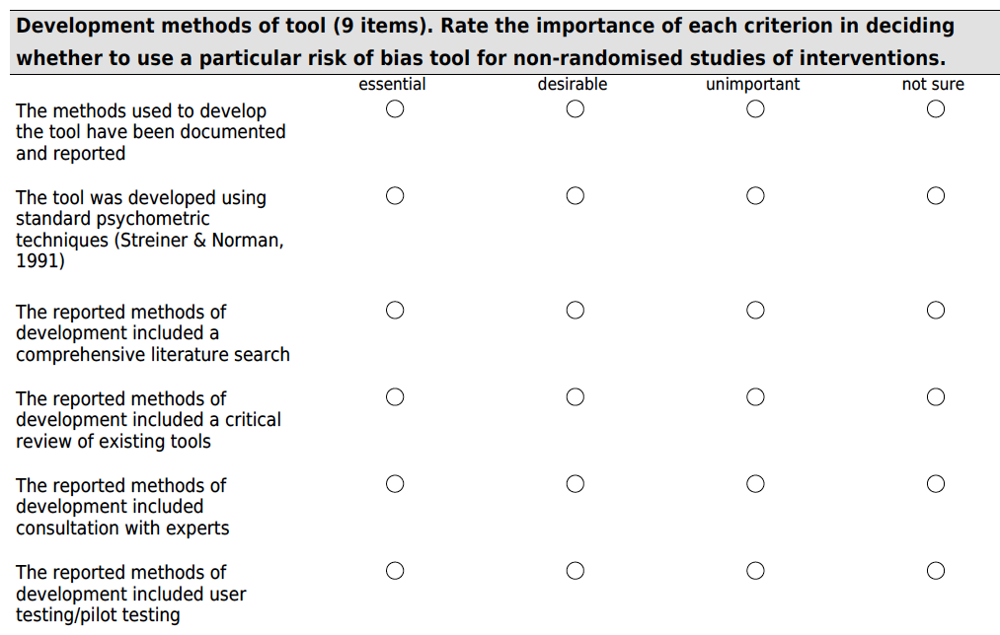 Development methods of tool (9 items). Rate the importance of each criterion in deciding
whether to use a particular risk of bias tool for non-randomised studies of interventions.
essential desirable unimportant not sure
The methods used to develop
the tool have been documented
and reported
The tool was developed using
standard psychometric
techniques (Streiner & Norman,
1991)
The reported methods of
development included a
comprehensive literature search
The reported methods of
development included a critical
review of existing tools
The reported methods of
development included
consultation with experts
The reported methods of
development included user
testing/pilot testing